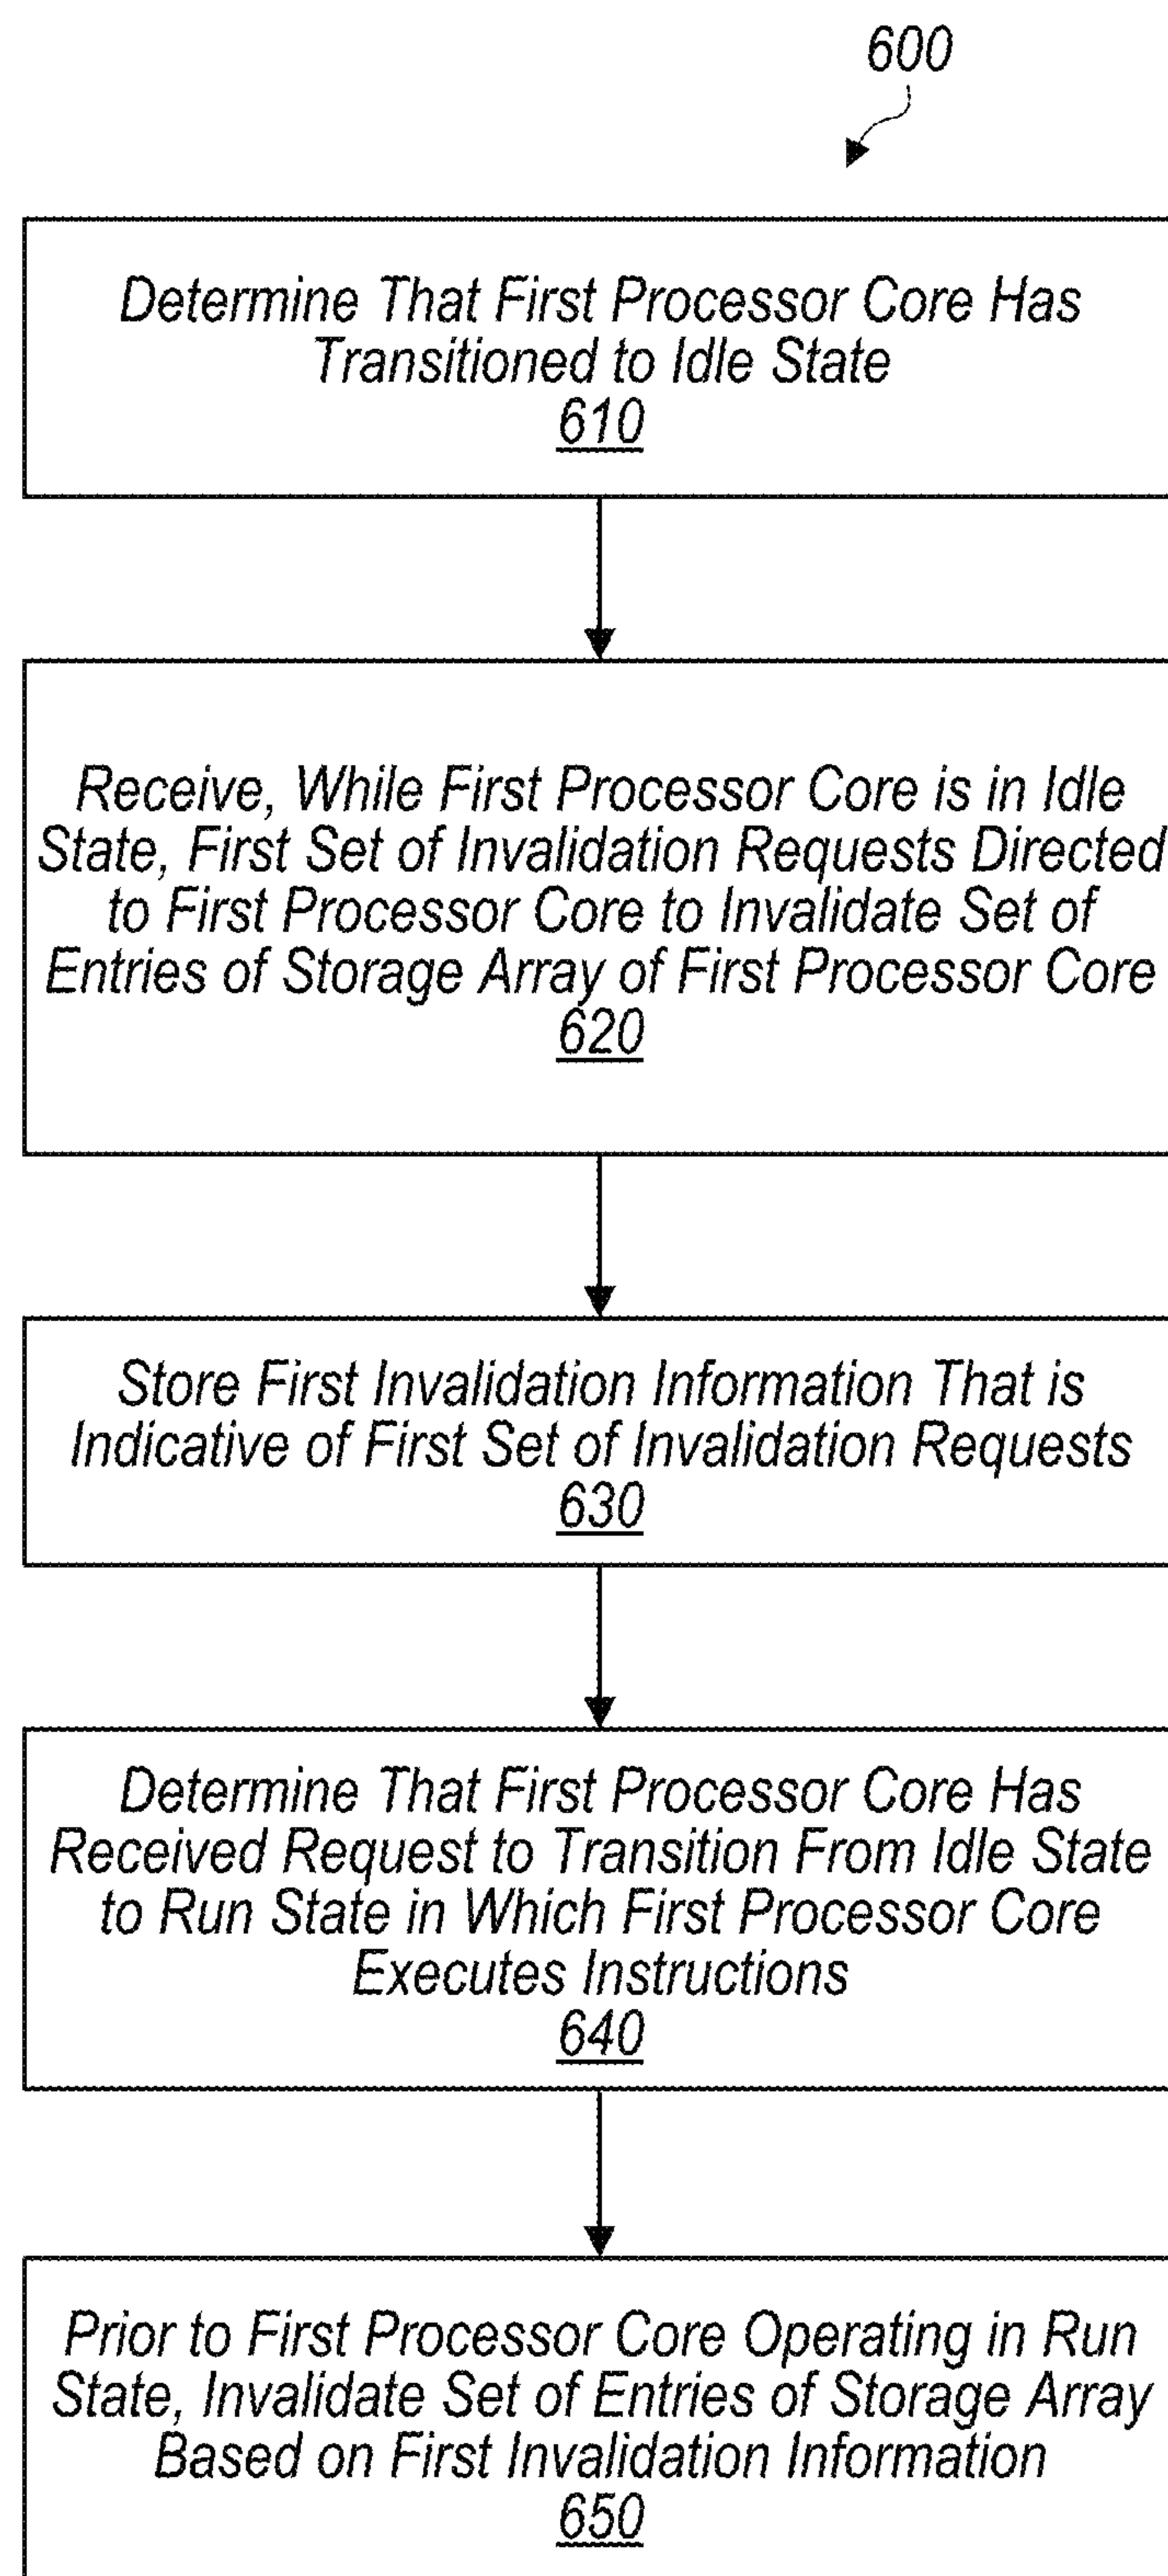 600
Determine That First Processor Core Has
Transitioned to Idle State
610
Receive, While First Processor Core is in Idle
State, First Set of Invalidation Requests Directed
to First Processor Core to Invalidate Set of
Entries of Storage Array of First Processor Core
620
Store First Invalidation Information That is
Indicative of First Set of Invalidation Requests
630
Determine That First Processor Core Has
Received Request to Transition From Idle State
to Run State in Which First Processor Core
Executes Instructions
640
Prior to First Processor Core Operating in Run
State, Invalidate Set of Entries of Storage Array
Based on First Invalidation Information
650